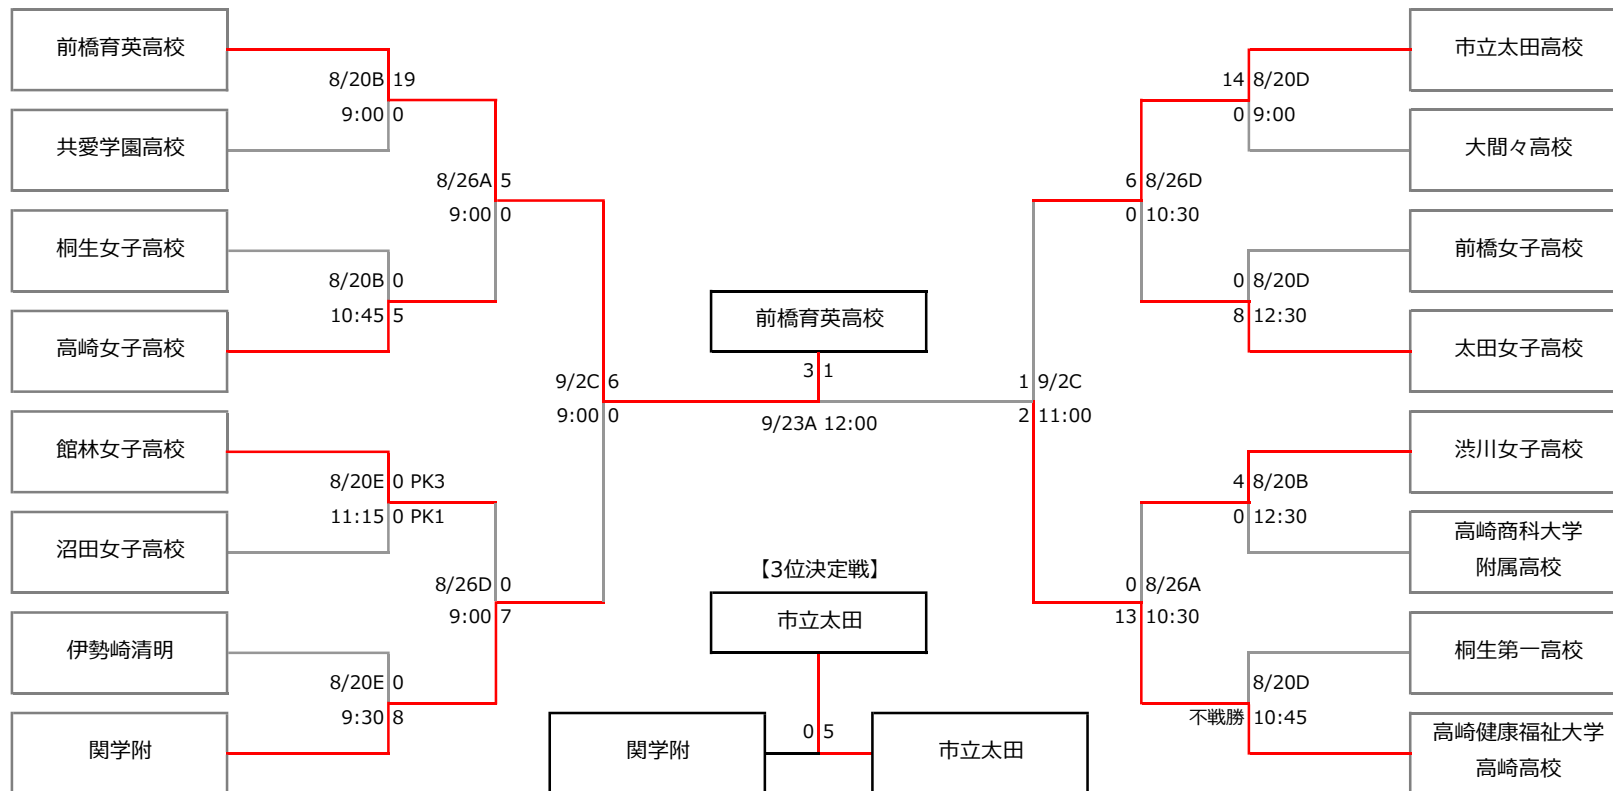 前橋育英高校
8/20B 19
9:00 0
共愛学園高校
8/26A 5
9:00 0
桐生女子高校
8/20B 0
10:45 5
高崎女子高校
9/2C 6
9:00 0
館林女子高校
8/20E 0 PK3
11:15 0 PK1
沼田女子高校
8/26D 0
9:00 7
伊勢崎清明
8/20E 0
9:30 8
関学附
前橋育英高校
3 1
9/23A 12:00
【3位決定戦】
市立太田
0 5
関学附
市立太田
市立太田高校
14 8/20D
0 9:00
大間々高校
6 8/26D
0 10:30
前橋女子高校
0 8/20D
8 12:30
太田女子高校
1 9/2C
2 11:00
渋川女子高校
4 8/20B
0 12:30
高崎商科大学
附属高校
0 8/26A
13 10:30
桐生第一高校
8/20D
不戦勝 10:45
高崎健康福祉大学
高崎高校